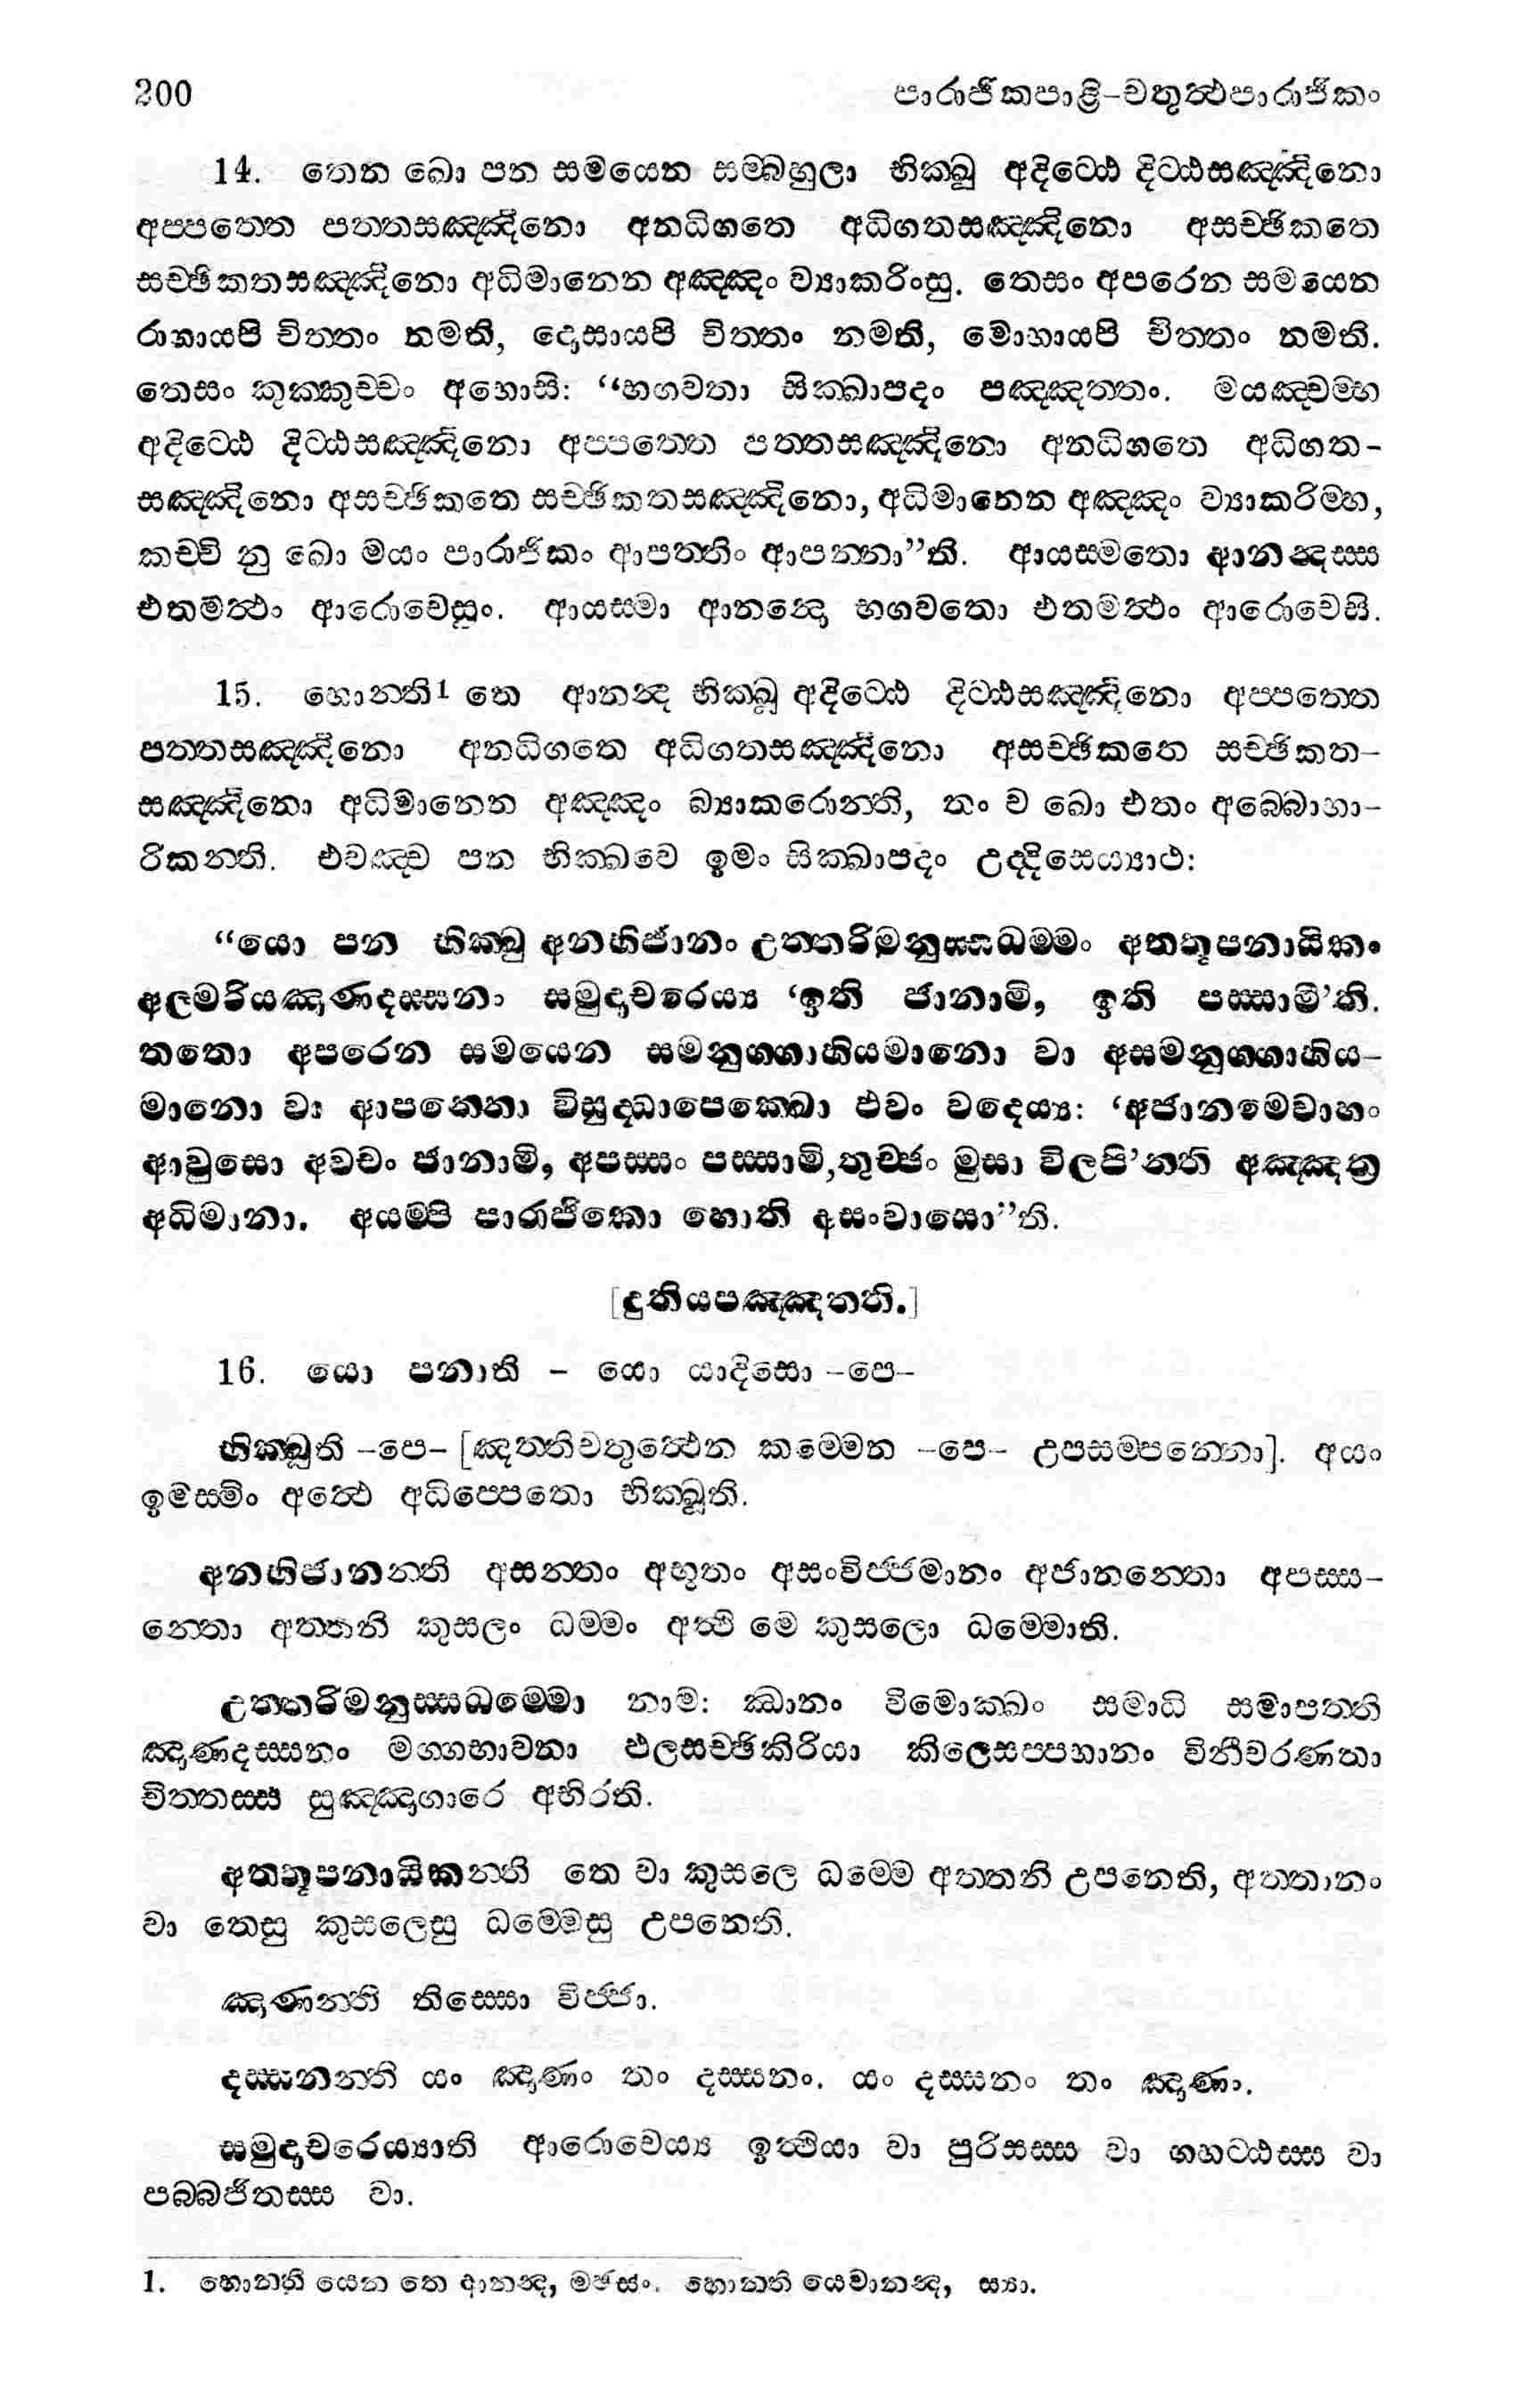 200 පාරාජිකපාළි-චතුත්ථපාරාජිකං
14. තෙන ඛො පන සමයෙන සම්බහුලා භික්ඛූ අදිට්ඨෙ දිට්ඨසඤ්ඤිනො
අප්පත්තෙ පත්තසඤ්ඤිනො අනධිගතෙ අධිගතසඤ්ඤිනො අසච්ඡිකතෙ
සච්ඡිකතසඤ්ඤිනො අධිමානෙන අඤ්ඤං ව්‍යාකරිංසු. තෙසං අපරෙන සමයෙන
රාගායපි චිත්තං නමති, දොසායපි චිත්තං නමති, මොහායපි චිත්තං නමති.
තෙසං කුක්කුච්චං අහොසි: “භගවතා සික්ඛාපදං පඤ්ඤත්තං. මයඤ්චම්හ
අදිට්ඨෙ දිට්ඨසඤ්ඤිනො අප්පත්තෙ පත්තසඤ්ඤිනො අනධිගතෙ අධිගත-
සඤ්ඤිනො අසච්ඡිකතෙ සච්ඡිකතසඤ්ඤිනො, අධිමානෙන අඤ්ඤං ව්‍යාකරිම්හ,
කච්චි නු ඛො මයං පාරාජිකං ආපත්තිං ආපන්නා”ති. ආයස්මතො ආනන්දස්ස
එතමත්ථං ආරොචෙසුං. ආයස්මා ආනන්දො භගවතො එතමත්ථං ආරොචෙසි.
15. හොන්ති1 තෙ ආනන්ද භික්ඛූ අදිට්ඨෙ දිට්ඨසඤ්ඤිනො අප්පත්තෙ
පත්තසඤ්ඤිනො අනධිගතෙ අධිගතසඤ්ඤිනො අසච්ඡිකතෙ සච්ඡිකත-
සඤ්ඤිනො අධිමානෙන අඤ්ඤං බ්‍යාකරොන්ති, තං ච ඛො එතං අබ්බොහා-
රිකන්ති. එවඤ්ච පන භික්ඛවෙ ඉමං සික්ඛාපදං උද්දිසෙය්‍යාථ:
“යො පන භික්ඛු අනභිජානං උත්තරිමනුස්සධම්මං අත්තූපනායිකං
අලමරියඤාණදස්සනං සමුදාචරෙය්‍ය ‘ඉති ජානාමි, ඉති පස්සාමී’ති.
තතො අපරෙන සමයෙන සමනුග්ගාහියමානො වා අසමනුග්ගාහිය-
මානො වා ආපන්නො විසුද්ධාපෙක්ඛො එවං වදෙය්‍ය: ‘අජානමෙවාහං
ආවුසො අවචං ජානාමි, අපස්සං පස්සාමි,තුච්ඡං මුසා විලපි’න්ති අඤ්ඤත්‍ර
අධිමානා. අයම්පි පාරාජිකො හොති අසංවාසො”ති.
[දුතියපඤ්ඤත්ති.]
16. යො පනාති - යො යාදිසො -පෙ-
භික්ඛූති -පෙ- [ඤත්තිචතුත්ථෙන කම්මෙන -පෙ- උපසම්පන්නො]. අයං
ඉමස්මිං අත්ථෙ අධිප්පෙතො භික්ඛූති.
අනභිජානන්ති අසන්තං අභූතං අසංවිජ්ජමානං අජානන්තො අපස්ස-
න්තො අත්තනි කුසලං ධම්මං අත්ථි මෙ කුසලො ධම්මොති.
උත්තරිමනුස්සධම්මො නාම: ඣානං විමොක්ඛං සමාධි සමාපත්ති
ඤාණදස්සනං මග්ගභාවනා ඵලසච්ඡිකිරියා කිලෙසප්පහානං විනීවරණතා
චිත්තස්ස සුඤ්ඤාගාරෙ අභිරති.
අත්තූපනායිකන්ති තෙ වා කුසලෙ ධම්මෙ අත්තනි උපනෙති, අත්තානං
වා තෙසු කුසලෙසු ධම්මෙසු උපනෙති.
ඤාණන්ති තිස්සො විජ්ජා.
දස්සනන්ති යං ඤාණං තං දස්සනං. යං දස්සනං තං ඤාණං.
සමුදාචරෙය්‍යාති ආරොචෙය්‍ය ඉත්ථියා වා පුරිසස්ස වා ගහට්ඨස්ස වා
පබ්බජිතස්ස වා.
1. හොන්ති යෙන තෙ ආනන්ද, මඡසං. හොන්ති යෙවානන්ද, ස්‍යා.